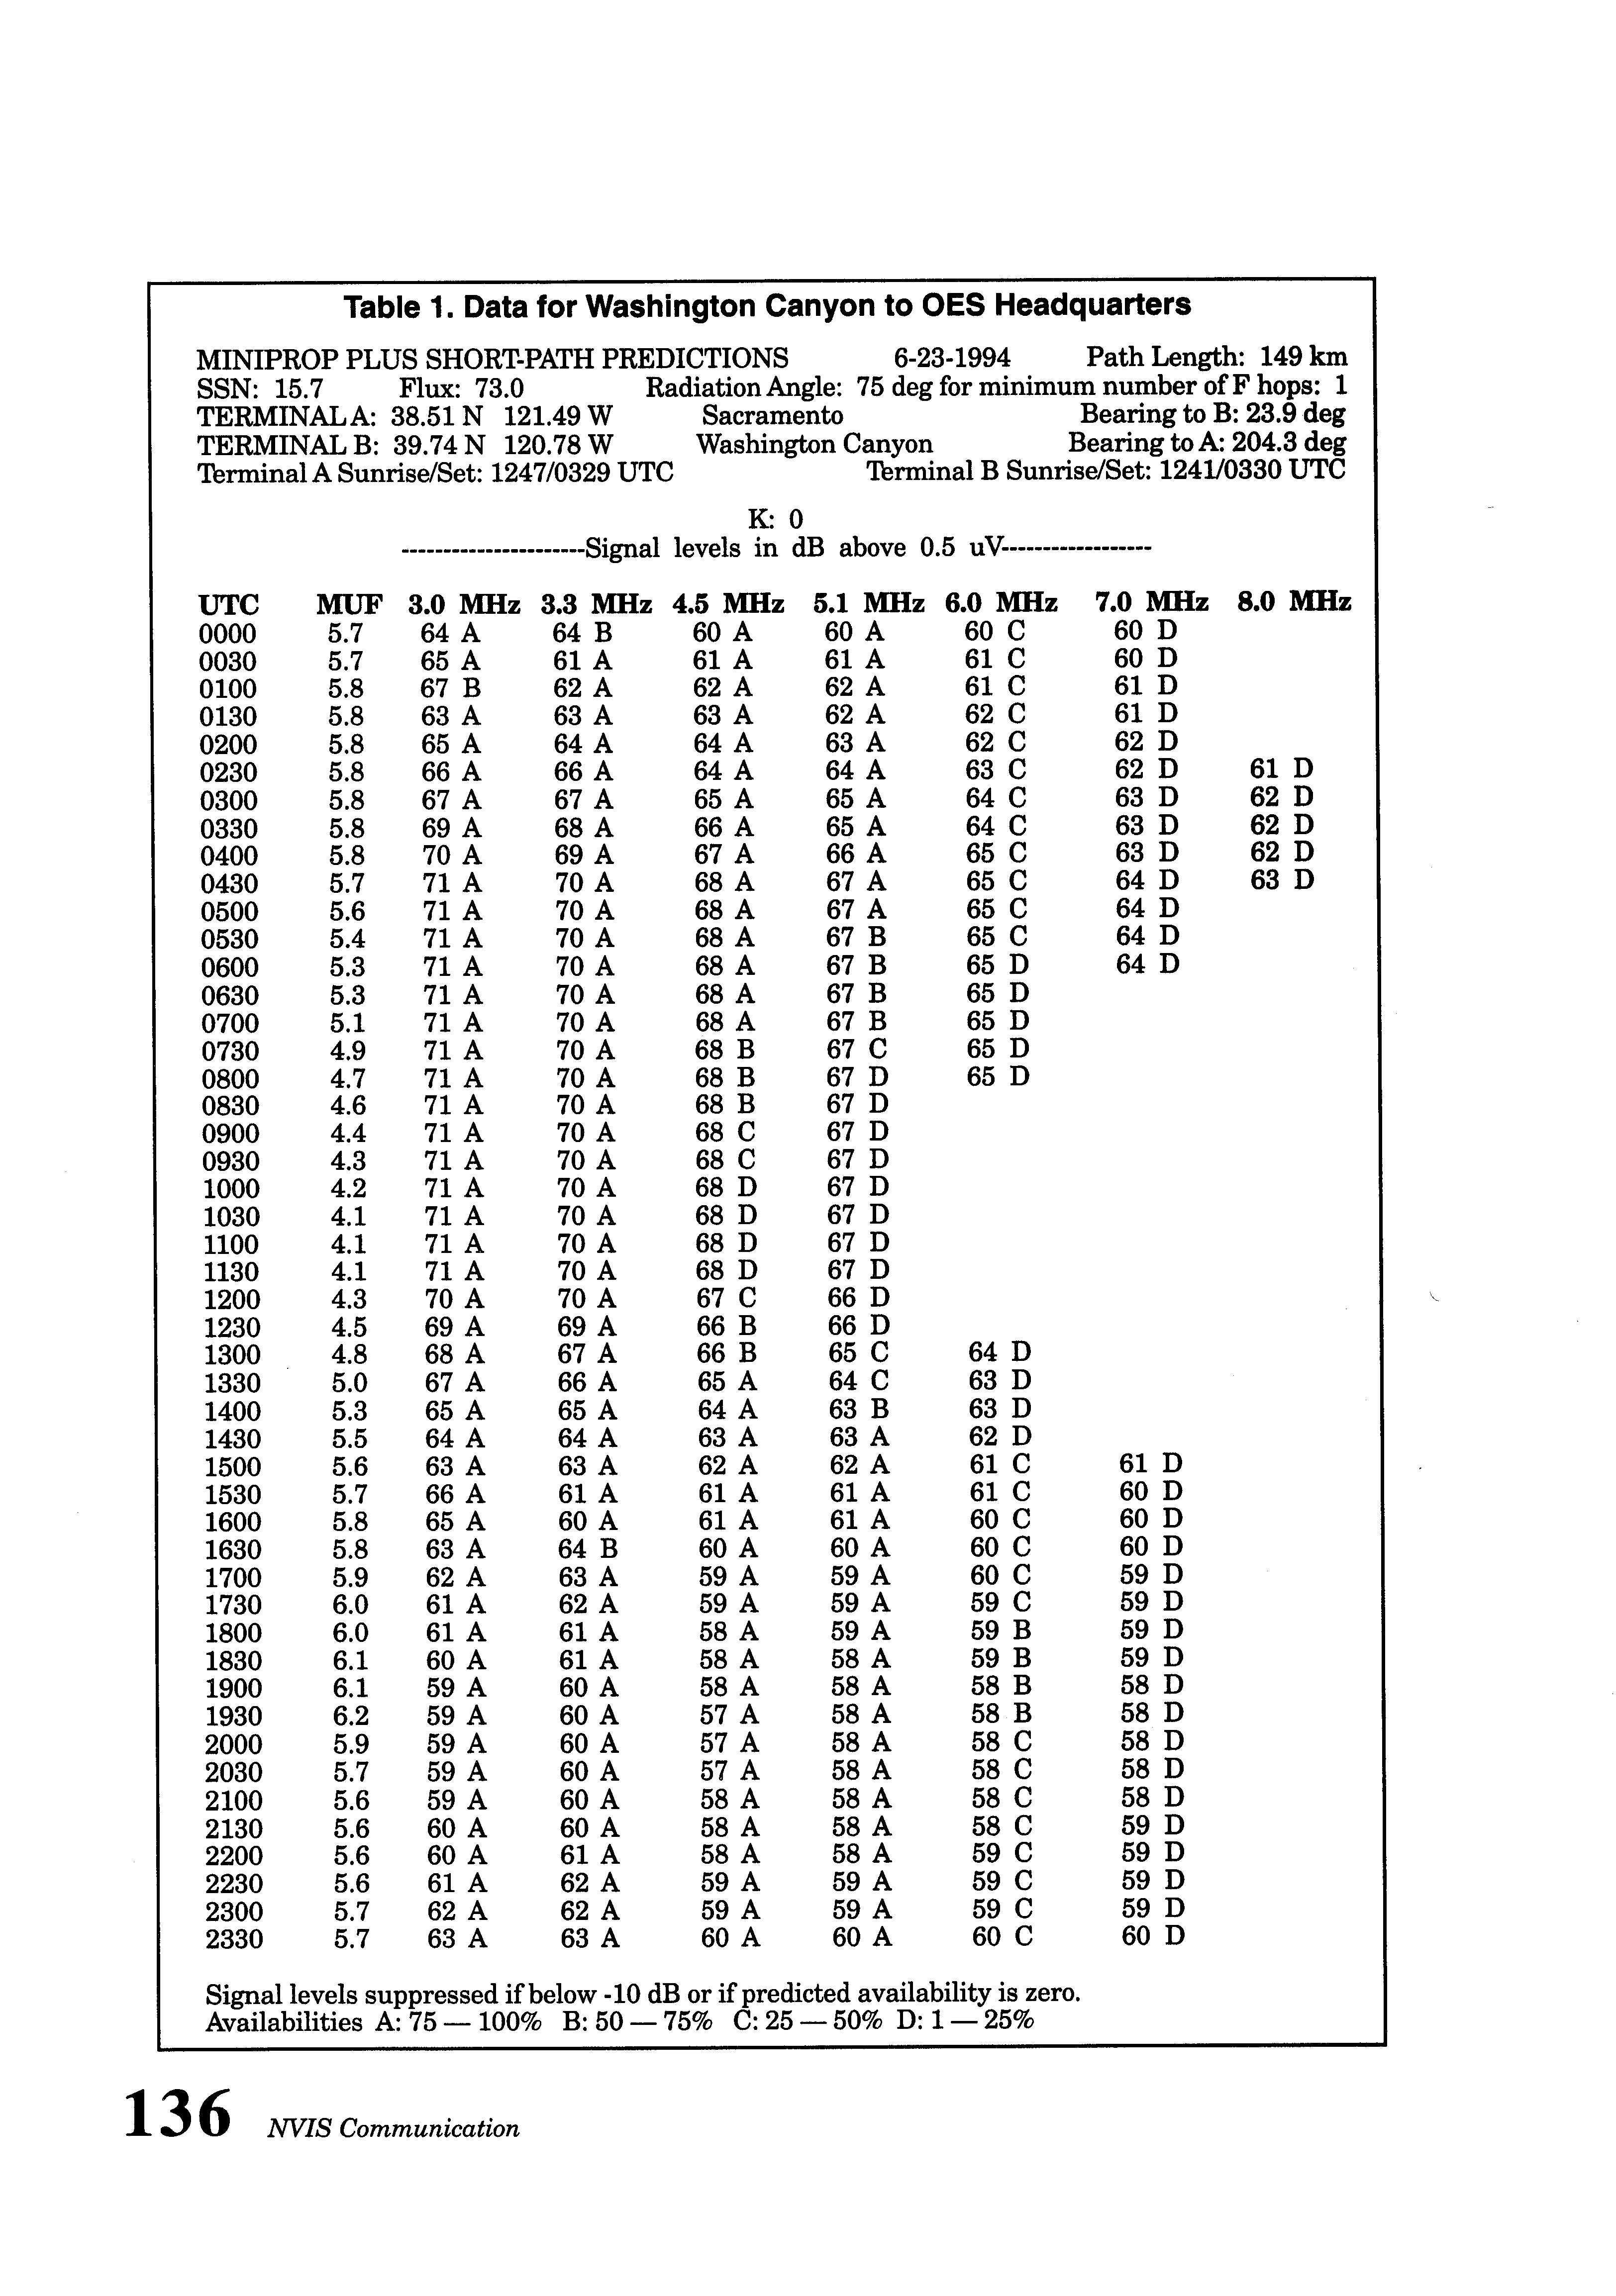 Table 1. Data for Washington Canyon to OES Headquarters
MINIPROP PLUS SHORT-PATH PREDICTIONS 6-23-1994 Path Length: 149 km
SSN: 15.7 Flux: 73.0 Radiation Angle: 75 deg for minimum number of F hops: 1
TERMINAL A: 38.51 N 121.49 W Sacramento Bearing to B: 23.9 deg
TERMINAL B: 39.74 N 120.78 W Washington Canyon Bearing to A: 204.3 deg
Terminal A Sunrise/Set: 1247/0329 UTC Terminal B Sunrise/Set: 1241/0330 UTC
K: 0
----------------------Signal levels in dB above 0.5 uV------------------
UTC MUF 3.0 MHz 3.3 MHz 4.5 MHz 5.1 MHz 6.0 MHz 7.0 MHz 8.0 MHz
0000 5.7 64 A 64 B 60 A 60 A 60 C 60 D
0030 5.7 65 A 61 A 61 A 61 A 61 C 60 D
0100 5.8 67 B 62 A 62 A 62 A 61 C 61 D
0130 5.8 63 A 63 A 63 A 62 A 62 C 61 D
0200 5.8 65 A 64 A 64 A 63 A 62 C 62 D
0230 5.8 66 A 66 A 64 A 64 A 63 C 62 D 61 D
0300 5.8 67 A 67 A 65 A 65 A 64 C 63 D 62 D
0330 5.8 69 A 68 A 66 A 65 A 64 C 63 D 62 D
0400 5.8 70 A 69 A 67 A 66 A 65 C 63 D 62 D
0430 5.7 71 A 70 A 68 A 67 A 65 C 64 D 63 D
0500 5.6 71 A 70 A 68 A 67 A 65 C 64 D
0530 5.4 71 A 70 A 68 A 67 B 65 C 64 D
0600 5.3 71 A 70 A 68 A 67 B 65 D 64 D
0630 5.3 71 A 70 A 68 A 67 B 65 D
0700 5.1 71 A 70 A 68 A 67 B 65 D
0730 4.9 71 A 70 A 68 B 67 C 65 D
0800 4.7 71 A 70 A 68 B 67 D 65 D
0830 4.6 71 A 70 A 68 B 67 D
0900 4.4 71 A 70 A 68 C 67 D
0930 4.3 71 A 70 A 68 C 67 D
1000 4.2 71 A 70 A 68 D 67 D
1030 4.1 71 A 70 A 68 D 67 D
1100 4.1 71 A 70 A 68 D 67 D
1130 4.1 71 A 70 A 68 D 67 D
1200 4.3 70 A 70 A 67 C 66 D
1230 4.5 69 A 69 A 66 B 66 D
1300 4.8 68 A 67 A 66 B 65 C 64 D
1330 5.0 67 A 66 A 65 A 64 C 63 D
1400 5.3 65 A 65 A 64 A 63 B 63 D
1430 5.5 64 A 64 A 63 A 63 A 62 D
1500 5.6 63 A 63 A 62 A 62 A 61 C 61 D
1530 5.7 66 A 61 A 61 A 61 A 61 C 60 D
1600 5.8 65 A 60 A 61 A 61 A 60 C 60 D
1630 5.8 63 A 64 B 60 A 60 A 60 C 60 D
1700 5.9 62 A 63 A 59 A 59 A 60 C 59 D
1730 6.0 61 A 62 A 59 A 59 A 59 C 59 D
1800 6.0 61 A 61 A 58 A 59 A 59 B 59 D
1830 6.1 60 A 61 A 58 A 58 A 59 B 59 D
1900 6.1 59 A 60 A 58 A 58 A 58 B 58 D
1930 6.2 59 A 60 A 57 A 58 A 58 B 58 D
2000 5.9 59 A 60 A 57 A 58 A 58 C 58 D
2030 5.7 59 A 60 A 57 A 58 A 58 C 58 D
2100 5.6 59 A 60 A 58 A 58 A 58 C 58 D
2130 5.6 60 A 60 A 58 A 58 A 58 C 59 D
2200 5.6 60 A 61 A 58 A 58 A 59 C 59 D
2230 5.6 61 A 62 A 59 A 59 A 59 C 59 D
2300 5.7 62 A 62 A 59 A 59 A 59 C 59 D
2330 5.7 63 A 63 A 60 A 60 A 60 C 60 D
Signal levels suppressed if below -10 dB or if predicted availability is zero.
Availabilities A: 75 — 100% B: 50 — 75% C: 25 — 50% D: 1 — 25%
136 NVIS Communication